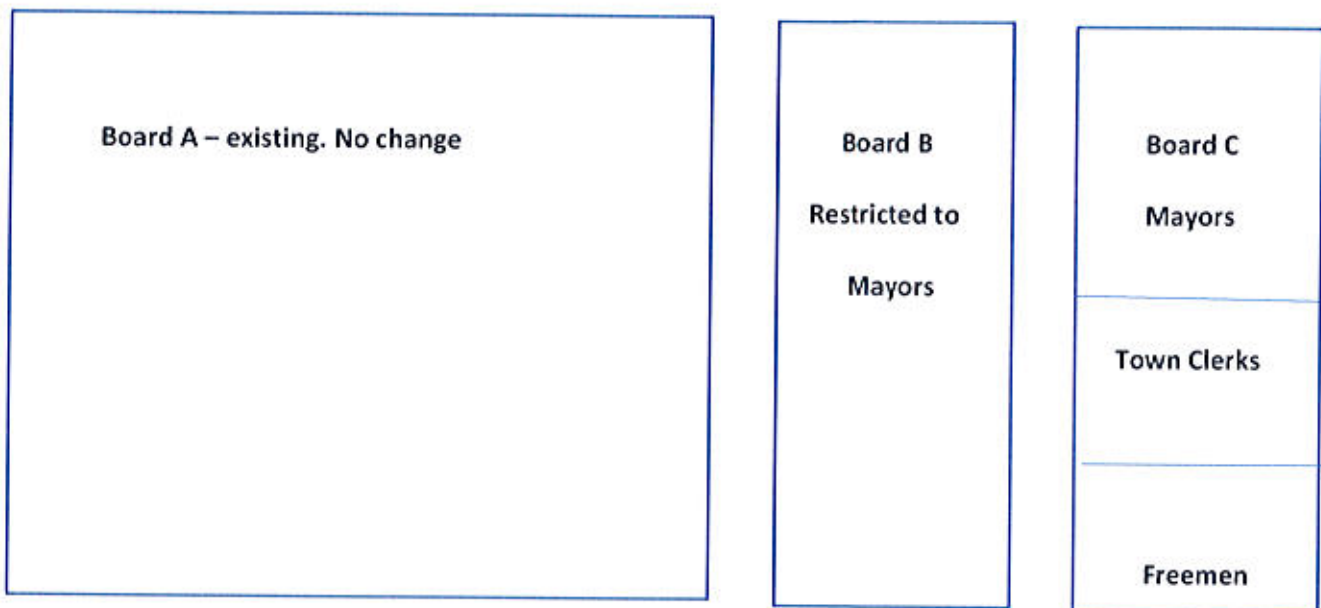 Board A – existing. No change
Board B
Restricted to
Mayors
Board C
Mayors
Town Clerks
Freemen